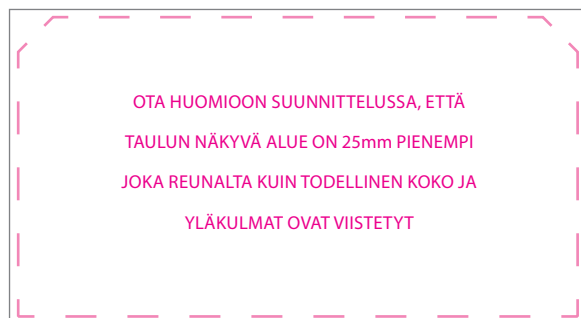 OTA HUOMIOON SUUNNITTELUSSA, ETTÄ
TAULUN NÄKYVÄ ALUE ON 25mm PIENEMPI
JOKA REUNALTA KUIN TODELLINEN KOKO JA
YLÄKULMAT OVAT VIISTETYT